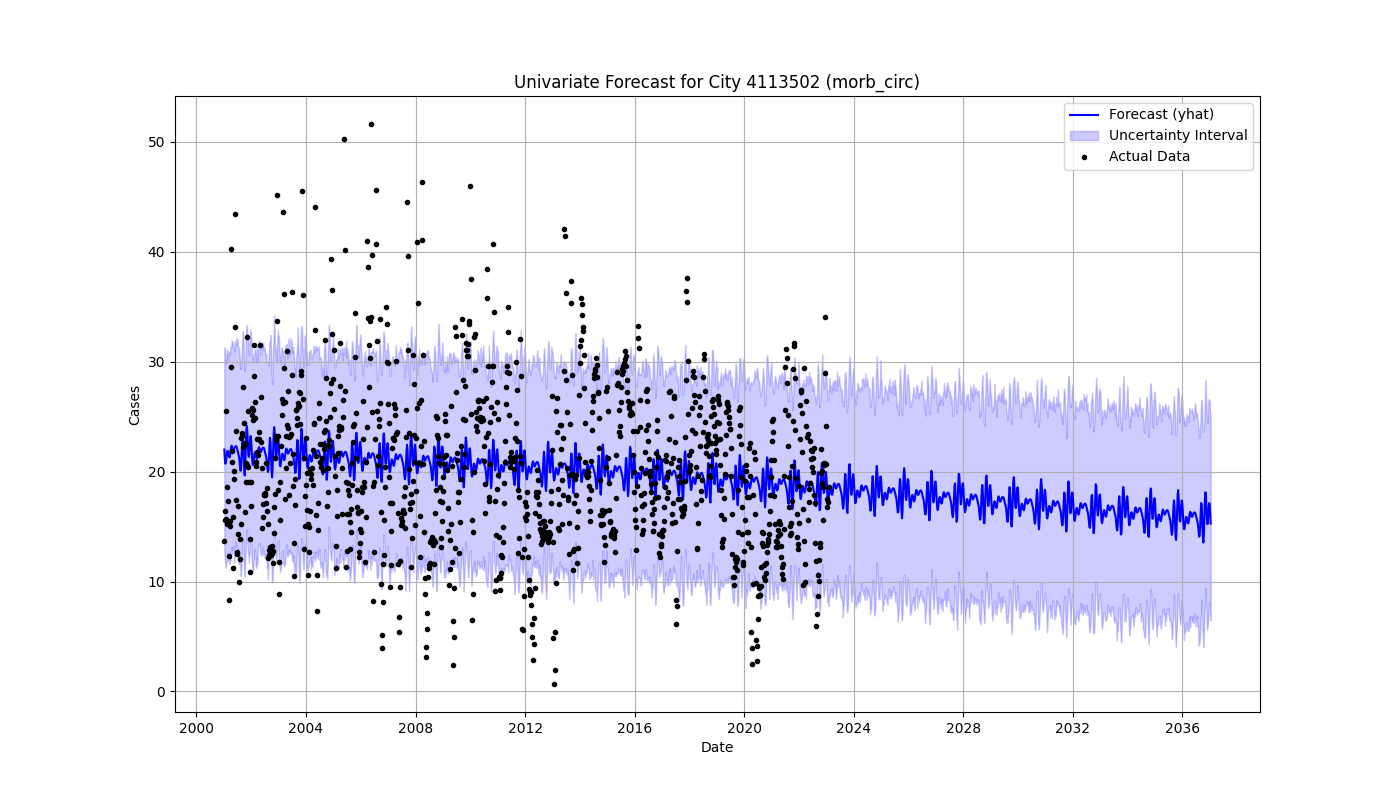 Univariate Forecast for City 4113502 (morb_circ)
Forecast (yhat)
Uncertainty Interval
Actual Data
Cases
50
40
30
20
10
0
2000 2004 2008 2012 2016 2020 2024 2028 2032 2036
Date